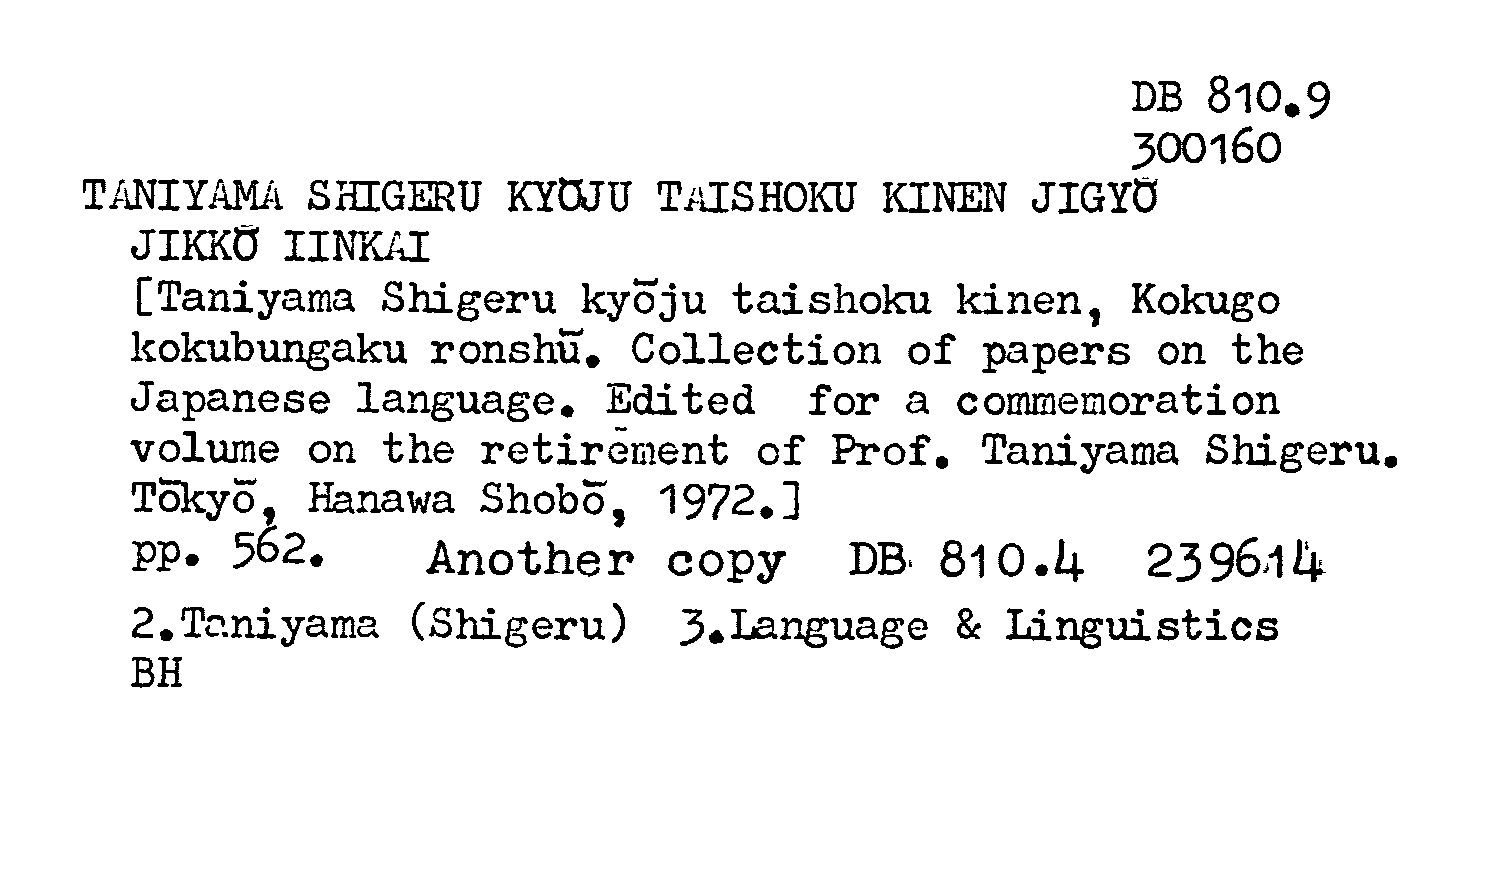 DB 810.9
300160
TANIYAMA SHIGERU KYŌJU TAISHOKU KINEN JIGYŌ
JIKKŌ IINKAI
[Taniyama Shigeru kyōju taishoku kinen, Kokugo
kokubungaku ronshū. Collection of papers on the
Japanese language. Edited for a commemoration
volume on the retirement of Prof. Taniyama Shigeru.
Tōkyō, Hanawa Shobō, 1972.]
pp. 562. Another copy DB 810.4 239614
2.Taniyama (Shigeru) 3.Language & Linguistics
BH